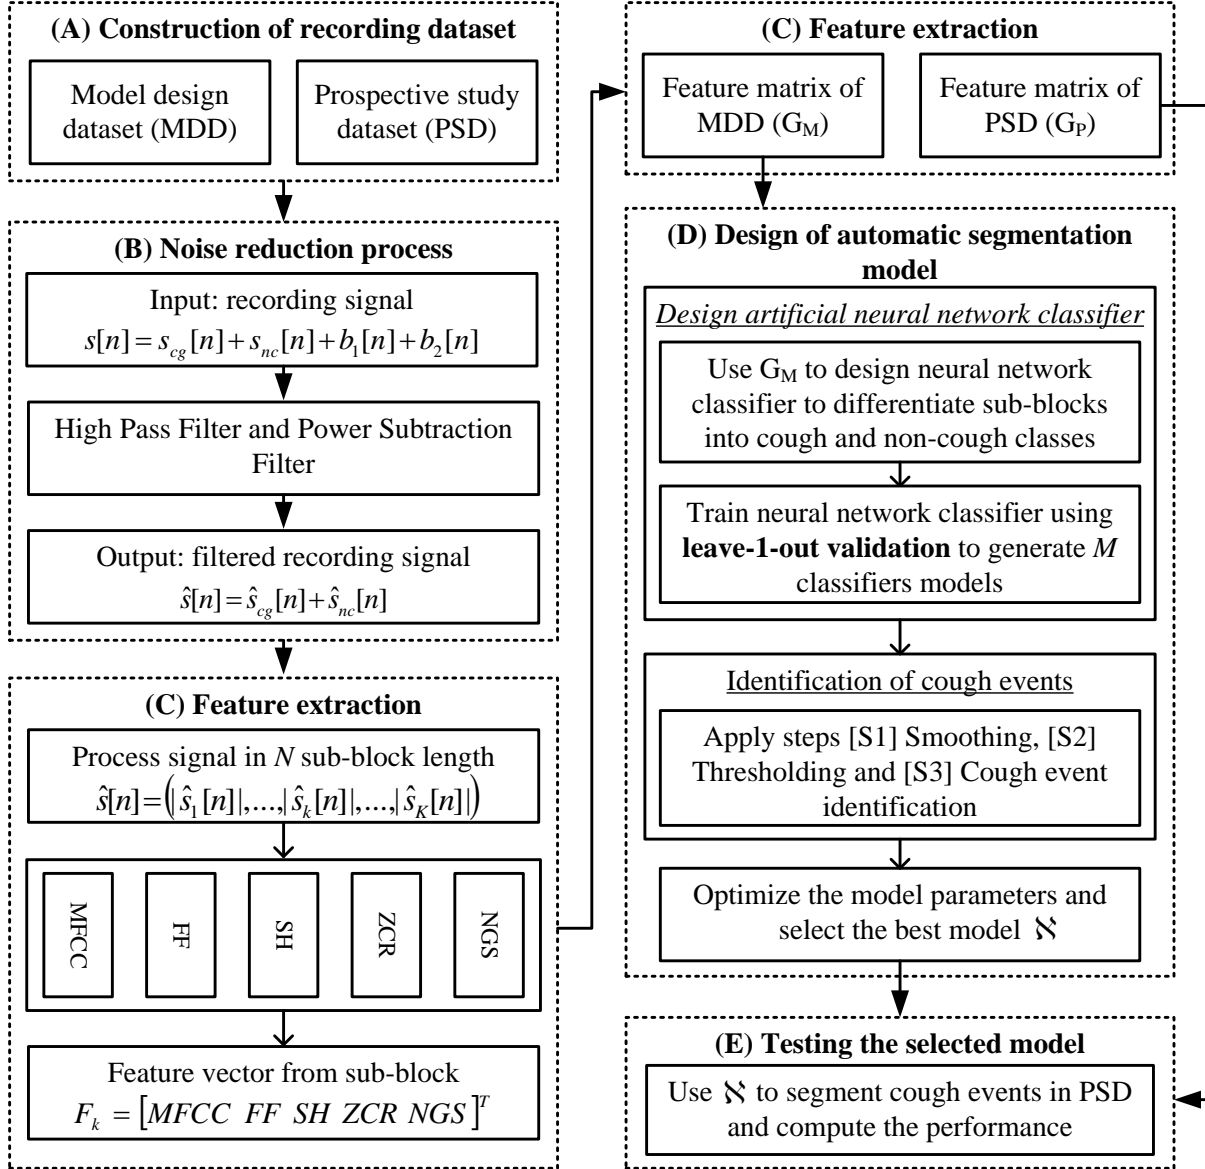 (A) Construction of recording dataset
Model design
dataset (MDD)
Prospective study
dataset (PSD)
(B) Noise reduction process
Input: recording signal
s[n] = s_cg[n] + s_nc[n] + b_1[n] + b_2[n]
High Pass Filter and Power Subtraction
Filter
Output: filtered recording signal
ŝ[n] = ŝ_cg[n] + ŝ_nc[n]
(C) Feature extraction
Process signal in N sub-block length
ŝ[n] = (|ŝ_1[n]|,...,|ŝ_k[n]|,...,|ŝ_K[n]|)
MFCC
FF
SH
ZCR
NGS
Feature vector from sub-block
F_k = [MFCC FF SH ZCR NGS]^T
(C) Feature extraction
Feature matrix of
MDD (G_M)
Feature matrix of
PSD (G_P)
(D) Design of automatic segmentation
model
Design artificial neural network classifier
Use G_M to design neural network
classifier to differentiate sub-blocks
into cough and non-cough classes
Train neural network classifier using
leave-1-out validation to generate M
classifiers models
Identification of cough events
Apply steps [S1] Smoothing, [S2]
Thresholding and [S3] Cough event
identification
Optimize the model parameters and
select the best model ℵ
(E) Testing the selected model
Use ℵ to segment cough events in PSD
and compute the performance